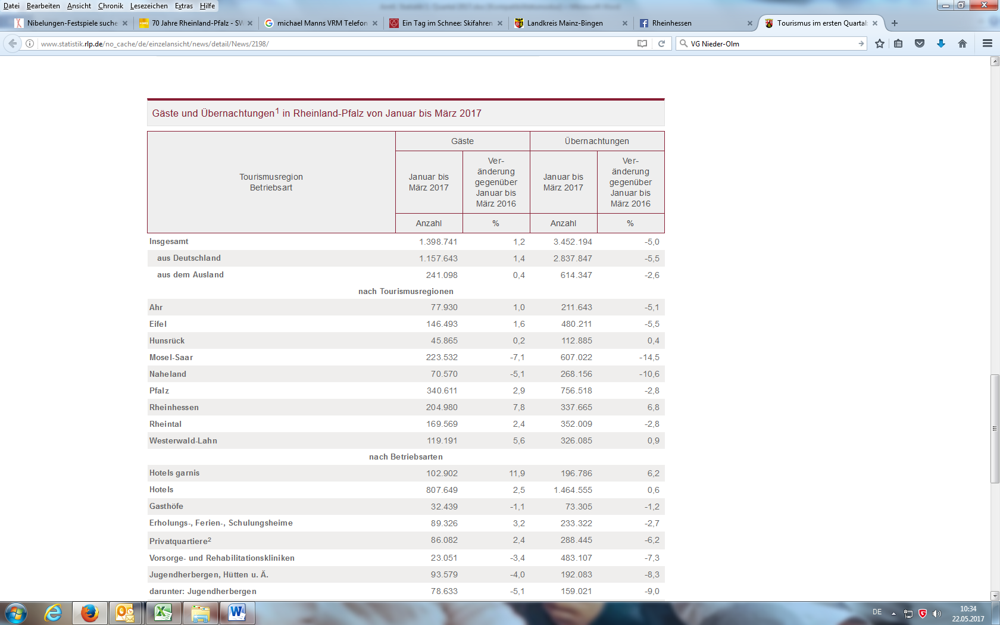 Datei Bearbeiten Ansicht Chronik Lesezeichen Extras Hilfe
Nibelungen-Festspiele suche 70 Jahre Rheinland-Pfalz - SW michael Manns VRM Telefon Ein Tag im Schnee: Skifahren Landkreis Mainz-Bingen Rheinhessen Tourismus im ersten Quartal
www.statistik.rlp.de/no_cache/de/einzelansicht/news/detail/News/2198/ VG Nieder-Olm
Gäste und Übernachtungen1 in Rheinland-Pfalz von Januar bis März 2017
Tourismusregion
Betriebsart
Gäste Übernachtungen
Januar bis
März 2017
Ver-
änderung
gegenüber
Januar bis
März 2016
Januar bis
März 2017
Ver-
änderung
gegenüber
Januar bis
März 2016
Anzahl % Anzahl %
Insgesamt 1.398.741 1,2 3.452.194 -5,0
aus Deutschland 1.157.643 1,4 2.837.847 -5,5
aus dem Ausland 241.098 0,4 614.347 -2,6
nach Tourismusregionen
Ahr 77.930 1,0 211.643 -5,1
Eifel 146.493 1,6 480.211 -5,5
Hunsrück 45.865 0,2 112.885 0,4
Mosel-Saar 223.532 -7,1 607.022 -14,5
Naheland 70.570 -5,1 268.156 -10,6
Pfalz 340.611 2,9 756.518 -2,8
Rheinhessen 204.980 7,8 337.665 6,8
Rheintal 169.569 2,4 352.009 -2,8
Westerwald-Lahn 119.191 5,6 326.085 0,9
nach Betriebsarten
Hotels garnis 102.902 11,9 196.786 6,2
Hotels 807.649 2,5 1.464.555 0,6
Gasthöfe 32.439 -1,1 73.305 -1,2
Erholungs-, Ferien-, Schulungsheime 89.326 3,2 233.322 -2,7
Privatquartiere2 86.082 2,4 288.445 -6,2
Vorsorge- und Rehabilitationskliniken 23.051 -3,4 483.107 -7,3
Jugendherbergen, Hütten u. Ä. 93.579 -4,0 192.083 -8,3
darunter: Jugendherbergen 78.633 -5,1 159.021 -9,0
DE 10:34
22.05.2017